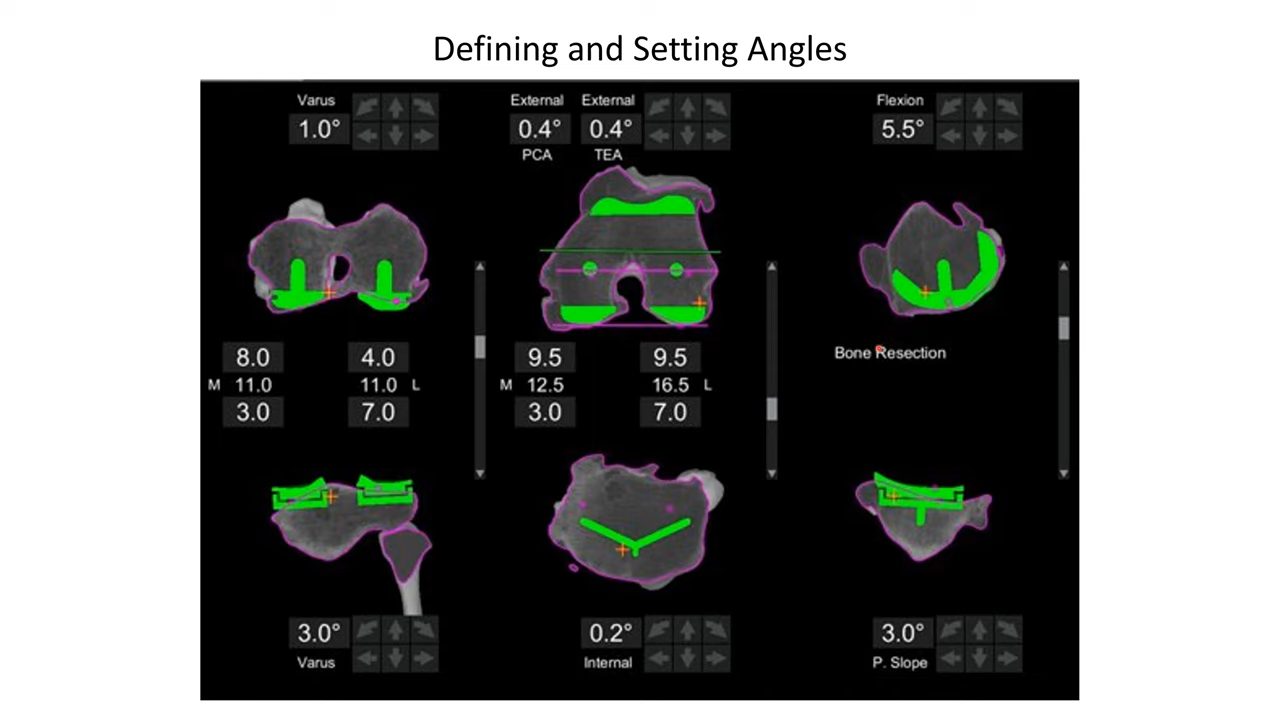 Defining and Setting Angles
Varus
1.0°
External External
0.4° 0.4°
PCA TEA
Flexion
5.5°
8.0 4.0
M 11.0 11.0 L
3.0 7.0
9.5 9.5
M 12.5 16.5 L
3.0 7.0
Bone Resection
3.0°
Varus
0.2°
Internal
3.0°
P. Slope